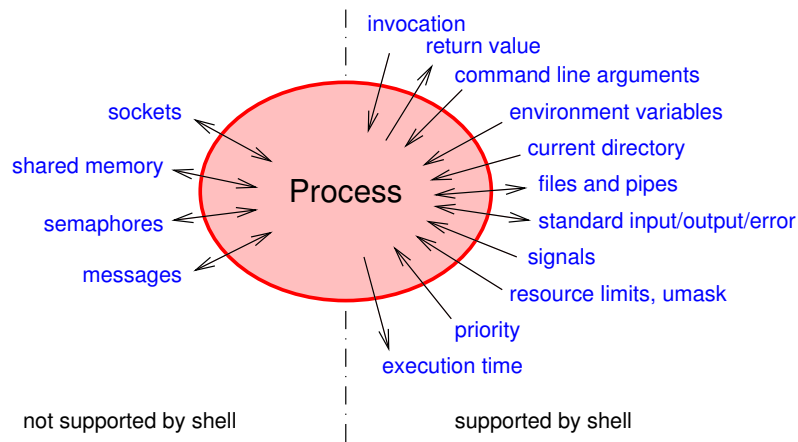 invocation
return value
command line arguments
environment variables
current directory
files and pipes
standard input/output/error
signals
resource limits, umask
priority
execution time
sockets
shared memory
semaphores
messages
Process
not supported by shell
supported by shell